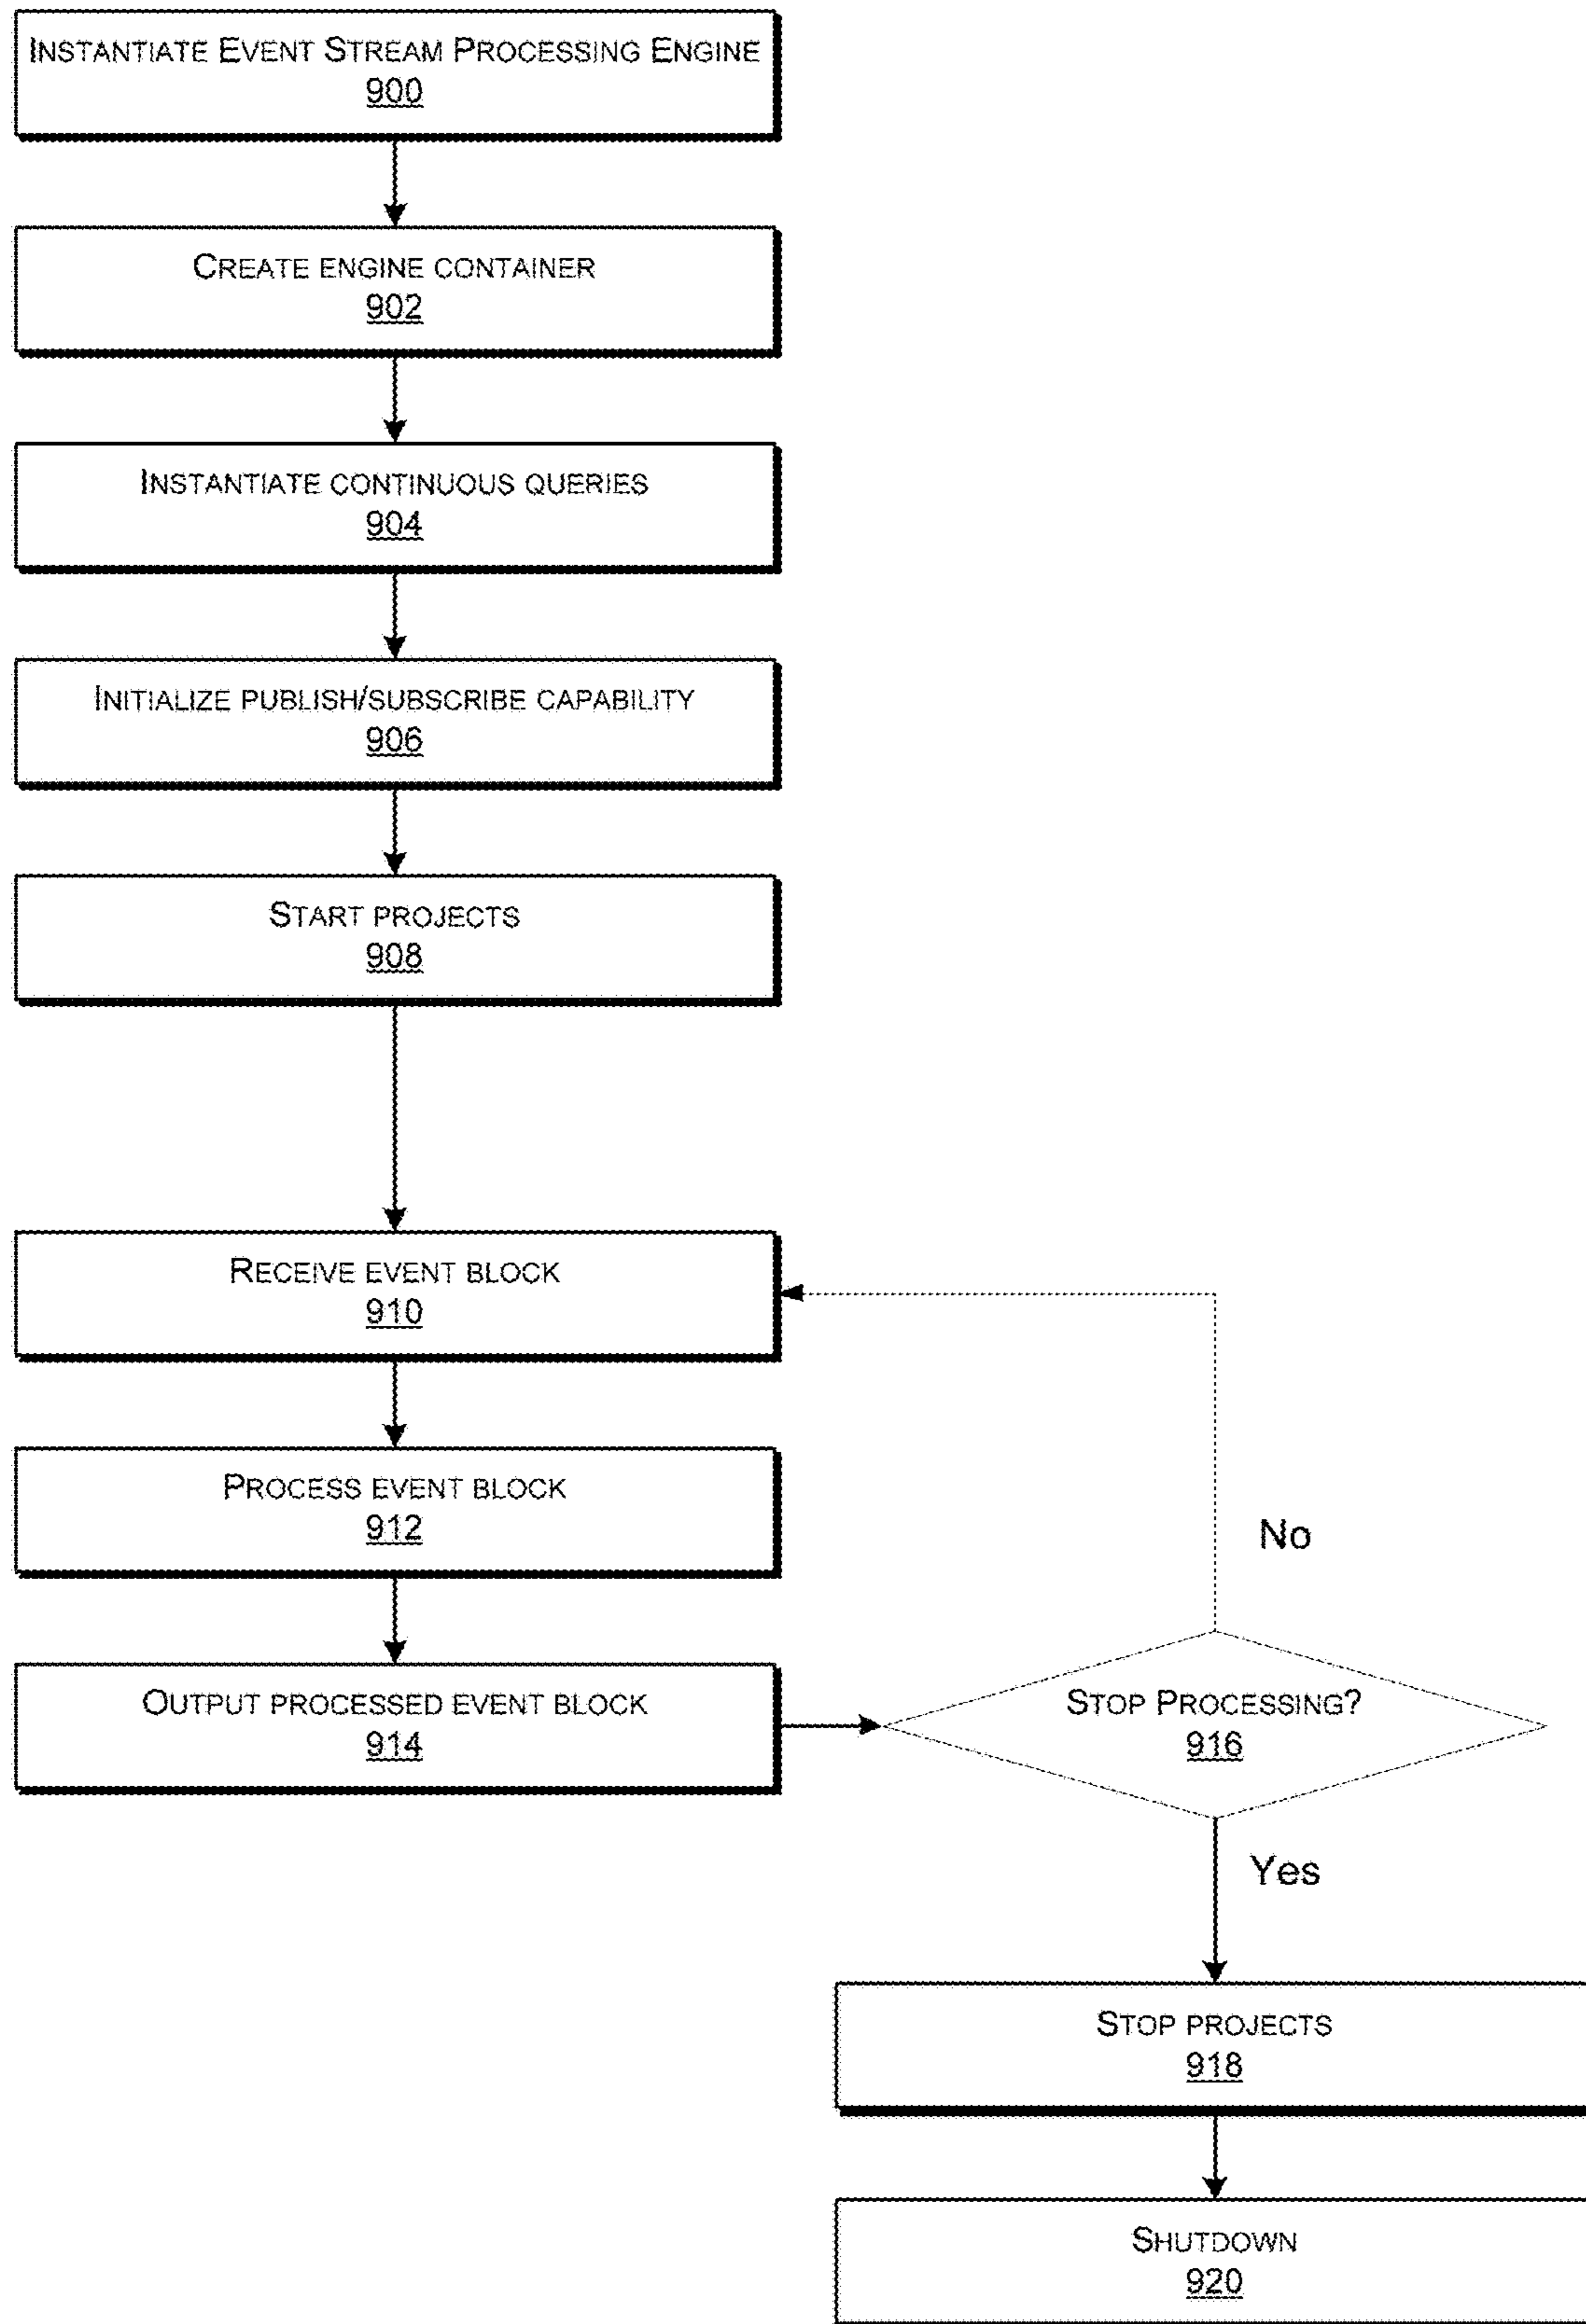 INSTANTIATE EVENT STREAM PROCESSING ENGINE
900
CREATE ENGINE CONTAINER
902
INSTANTIATE CONTINUOUS QUERIES
904
INITIALIZE PUBLISH/SUBSCRIBE CAPABILITY
906
START PROJECTS
908
RECEIVE EVENT BLOCK
910
PROCESS EVENT BLOCK
912
No
OUTPUT PROCESSED EVENT BLOCK
914
STOP PROCESSING?
916
Yes
STOP PROJECTS
918
SHUTDOWN
920